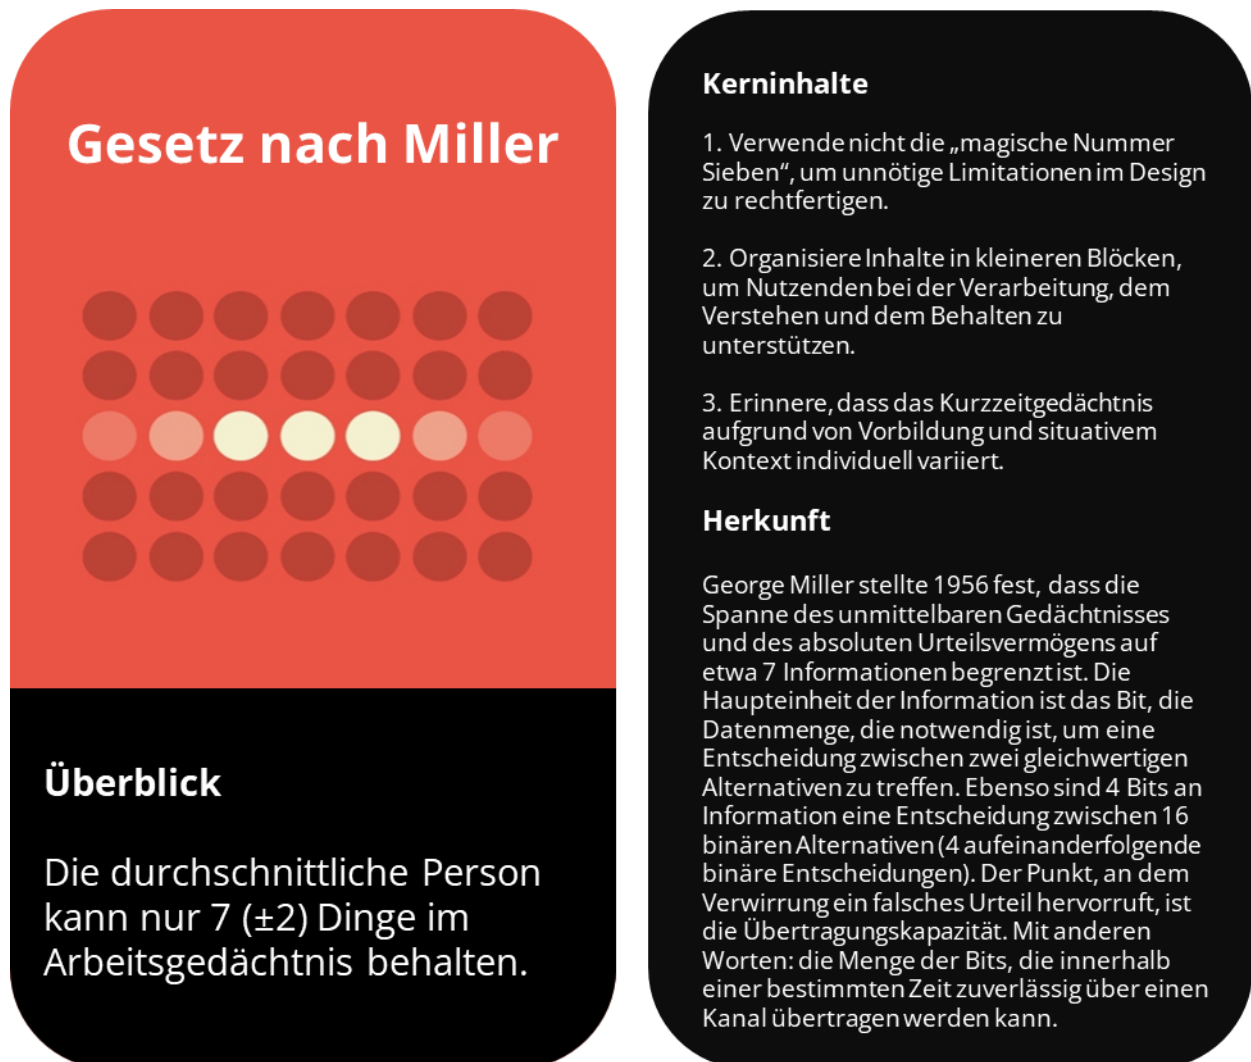 Gesetz nach Miller
Überblick
Die durchschnittliche Person
kann nur 7 (±2) Dinge im
Arbeitsgedächtnis behalten.
Kerninhalte
1. Verwende nicht die „magische Nummer
Sieben“, um unnötige Limitationen im Design
zu rechtfertigen.
2. Organisiere Inhalte in kleineren Blöcken,
um Nutzenden bei der Verarbeitung, dem
Verstehen und dem Behalten zu
unterstützen.
3. Erinnere, dass das Kurzzeitgedächtnis
aufgrund von Vorbildung und situativem
Kontext individuell variiert.
Herkunft
George Miller stellte 1956 fest, dass die
Spanne des unmittelbaren Gedächtnisses
und des absoluten Urteilsvermögens auf
etwa 7 Informationen begrenzt ist. Die
Haupteinheit der Information ist das Bit, die
Datenmenge, die notwendig ist, um eine
Entscheidung zwischen zwei gleichwertigen
Alternativen zu treffen. Ebenso sind 4 Bits an
Information eine Entscheidung zwischen 16
binären Alternativen (4 aufeinanderfolgende
binäre Entscheidungen). Der Punkt, an dem
Verwirrung ein falsches Urteil hervorruft, ist
die Übertragungskapazität. Mit anderen
Worten: die Menge der Bits, die innerhalb
einer bestimmten Zeit zuverlässig über einen
Kanal übertragen werden kann.